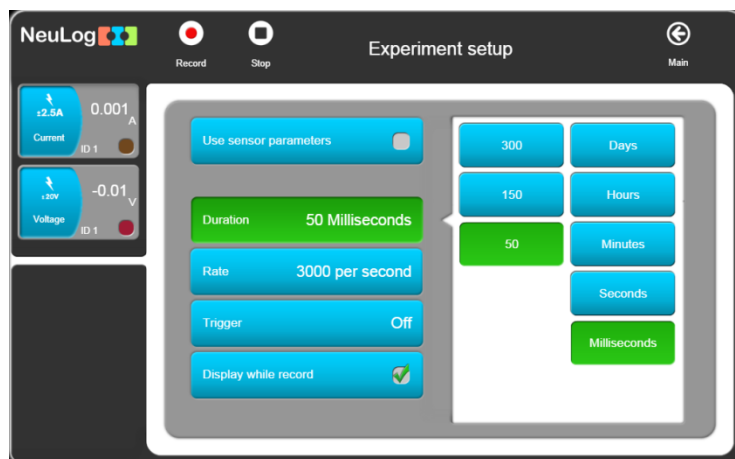 NeuLog
Record
Stop
Experiment setup
Main
±2.5A
0.001
A
Current
ID 1
±20V
-0.01
V
Voltage
ID 1
Use sensor parameters
Duration 50 Milliseconds
Rate 3000 per second
Trigger Off
Display while record
300 Days
150 Hours
50 Minutes
Seconds
Milliseconds